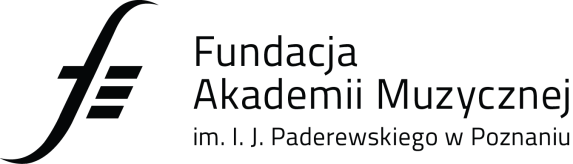 Fundacja
Akademii Muzycznej
im. I. J. Paderewskiego w Poznaniu